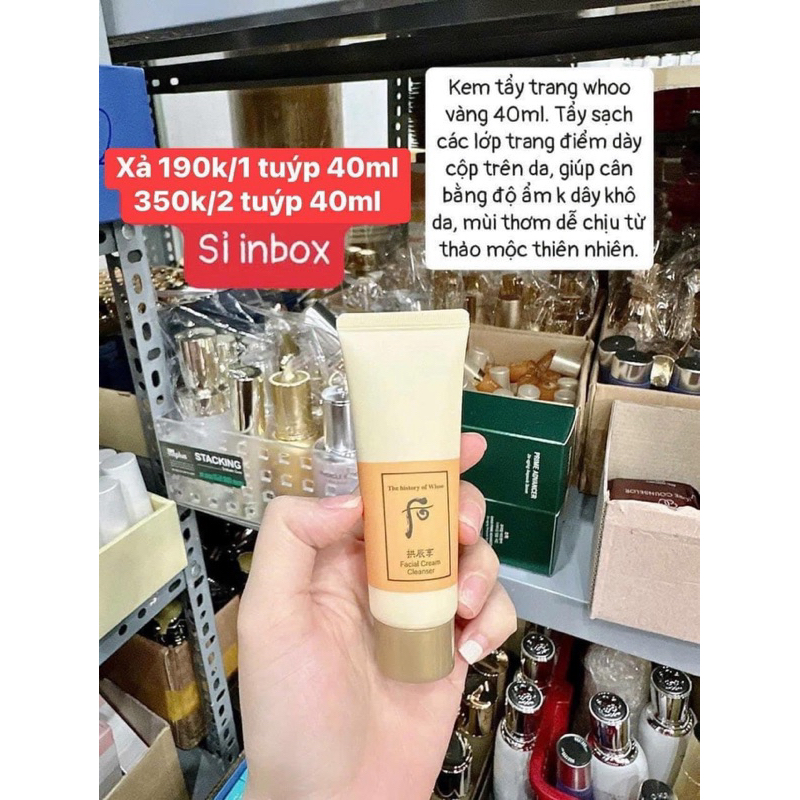 Xả 190k/1 tuýp 40ml
350k/2 tuýp 40ml
Sỉ inbox
Kem tẩy trang whoo
vàng 40ml. Tẩy sạch
các lớp trang điểm dày
cộp trên da, giúp cân
bằng độ ẩm k dây khô
da, mùi thơm dễ chịu từ
thảo mộc thiên nhiên.
STACKING
PRIME ADVANCER
The history of Whoo
拱辰享
Facial Cream
Cleanser